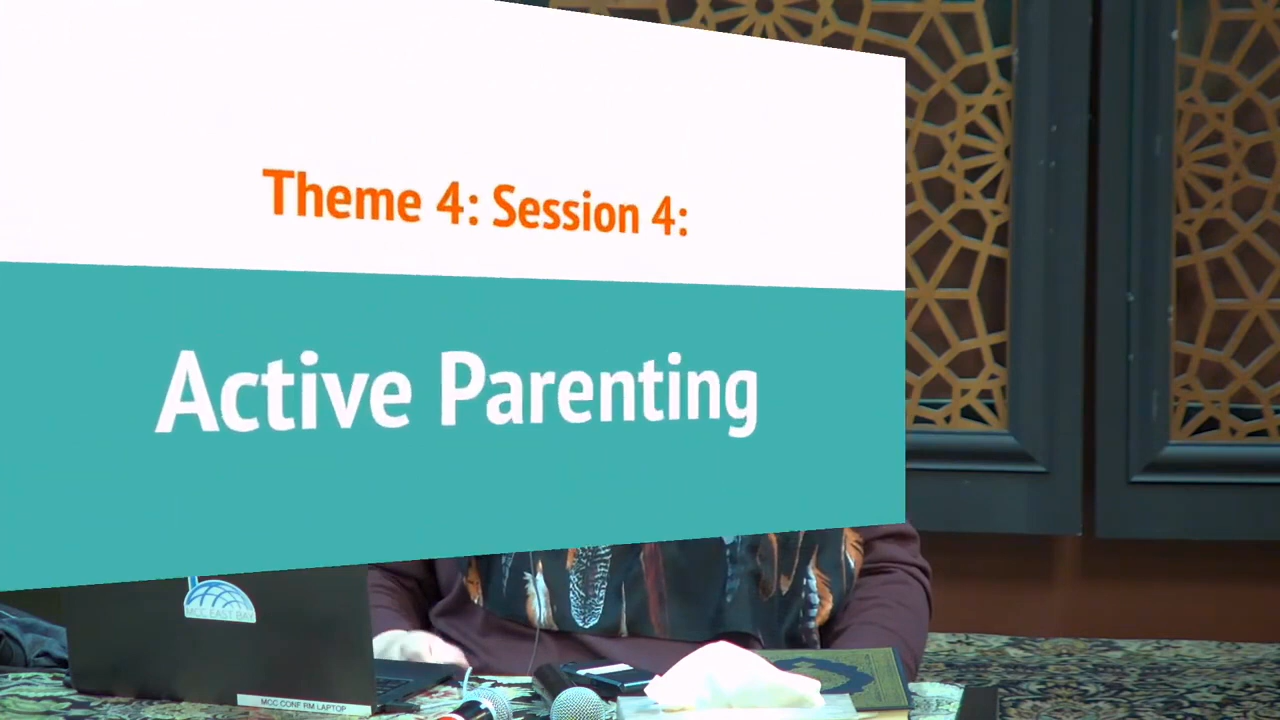 Theme 4: Session 4:
Active Parenting
MCC EAST BAY
MCC CONF RM LAPTOP